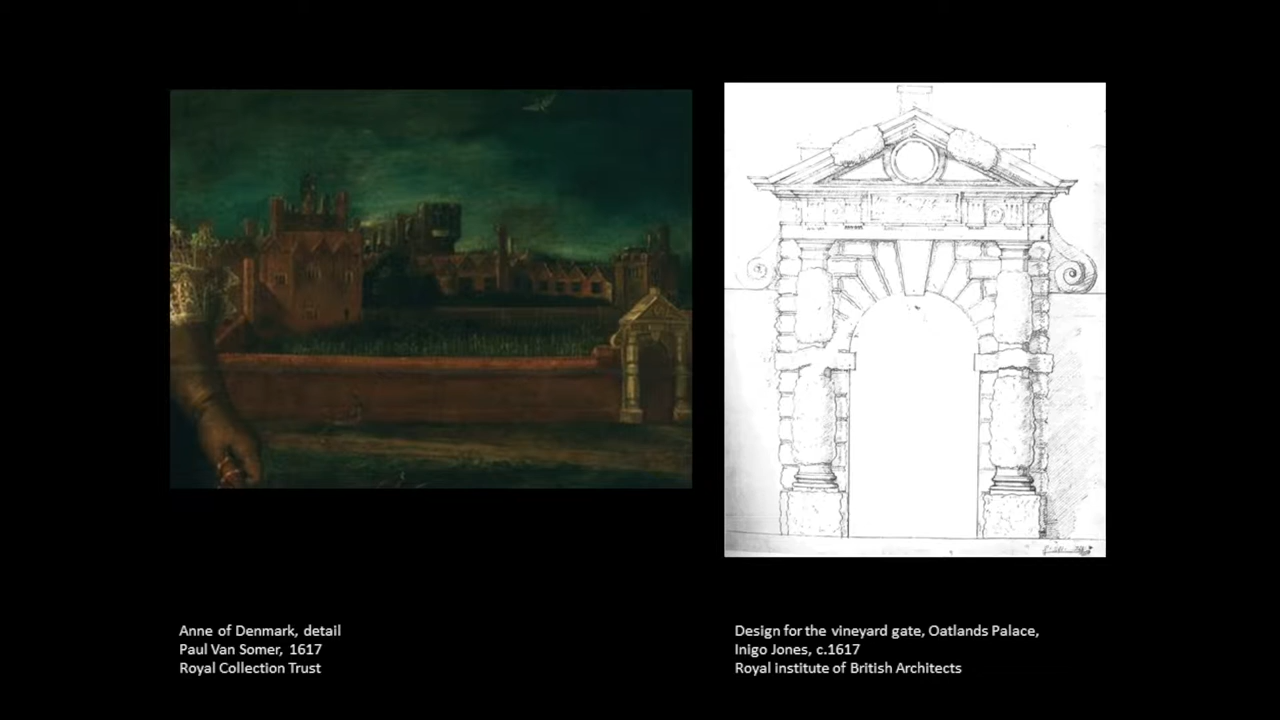 Anne of Denmark, detail
Paul Van Somer, 1617
Royal Collection Trust
Design for the vineyard gate, Oatlands Palace,
Inigo Jones, c.1617
Royal institute of British Architects